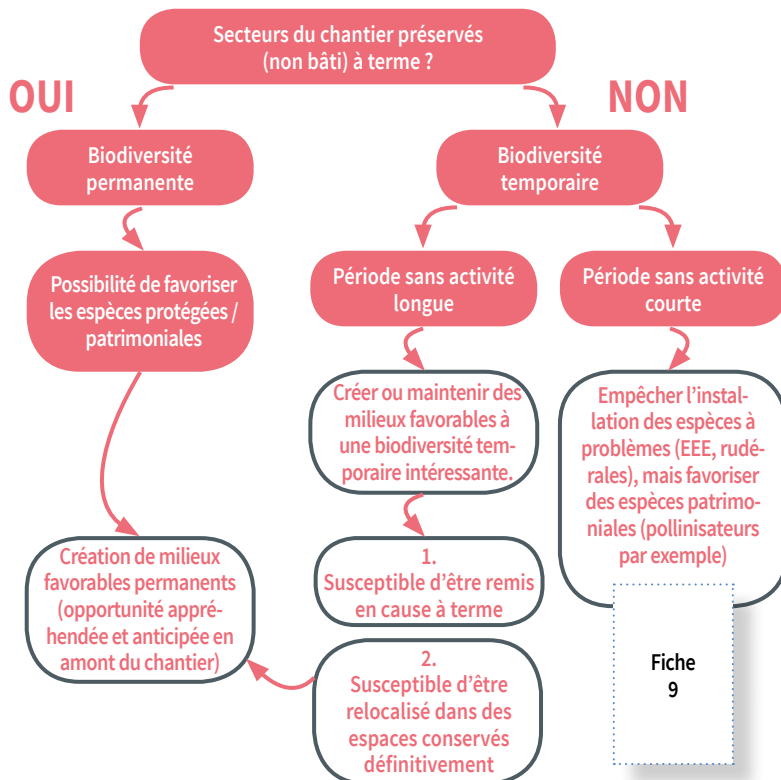 Secteurs du chantier préservés
(non bâti) à terme ?
OUI
NON
Biodiversité
permanente
Biodiversité
temporaire
Possibilité de favoriser
les espèces protégées /
patrimoniales
Période sans activité
longue
Période sans activité
courte
Créer ou maintenir des
milieux favorables à
une biodiversité tem-
poraire intéressante.
Empêcher l’instal-
lation des espèces à
problèmes (EEE, rudé-
rales), mais favoriser
des espèces patrimo-
niales (pollinisateurs
par exemple)
Création de milieux
favorables permanents
(opportunité appré-
hendée et anticipée en
amont du chantier)
1.
Susceptible d’être remis
en cause à terme
2.
Susceptible d’être
relocalisé dans des
espaces conservés
définitivement
Fiche
9